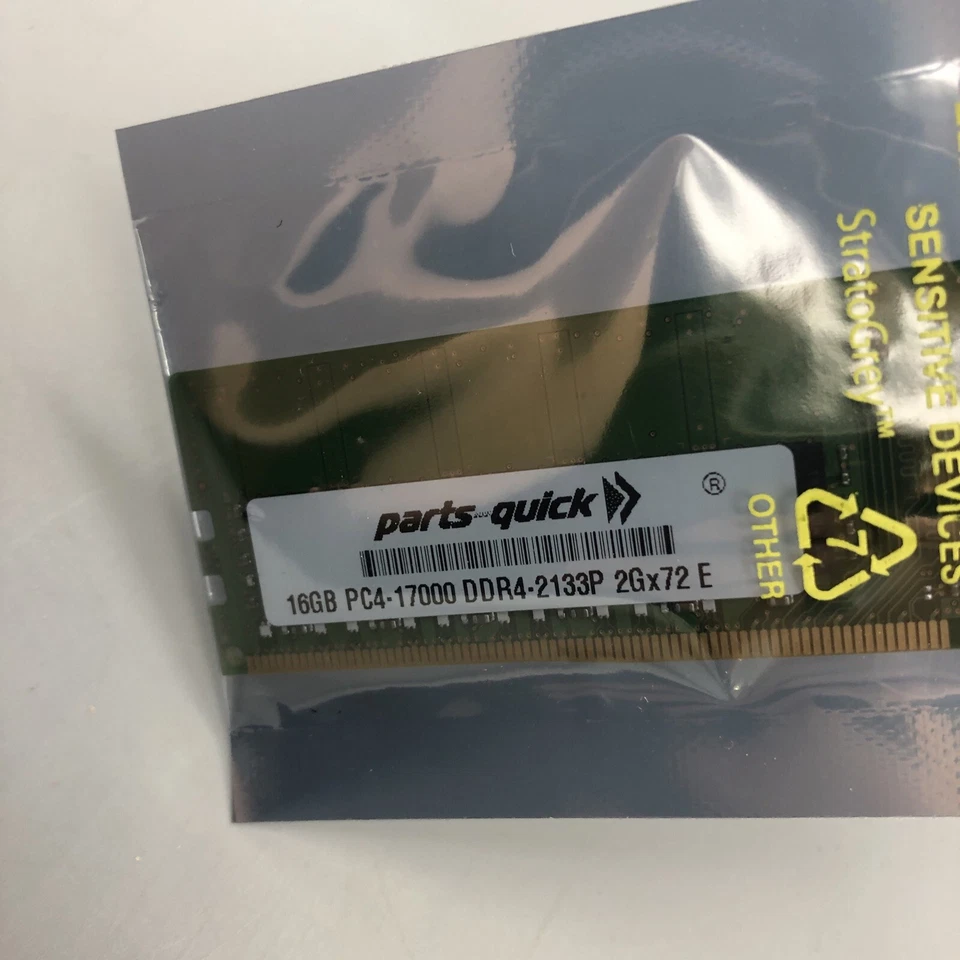 parts-quick
®
16GB PC4-17000 DDR4-2133P 2Gx72 E
OTHER
7
StratoGrey™
SENSITIVE DEVICES